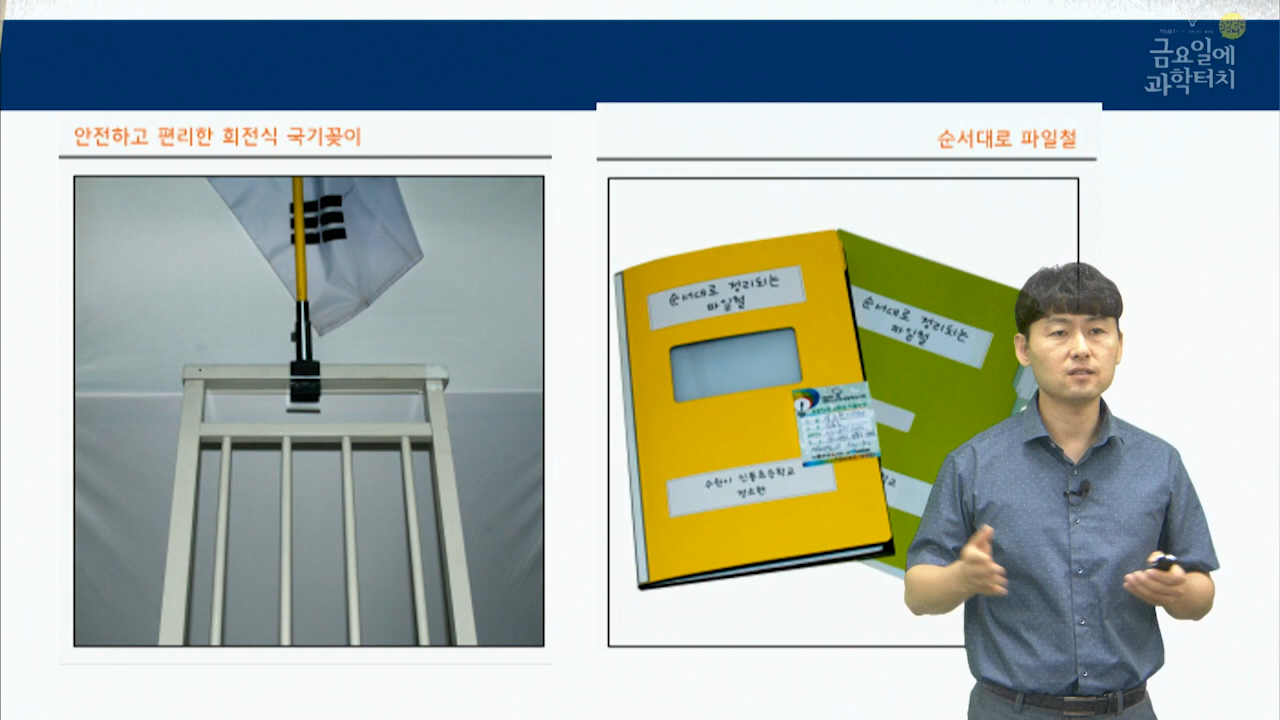 금요일에
과학터치
안전하고 편리한 회전식 국기꽂이
순서대로 파일철
순서대로 정리되는
파일철
순서대로 정리되는
파일철
수원시 신통초등학교